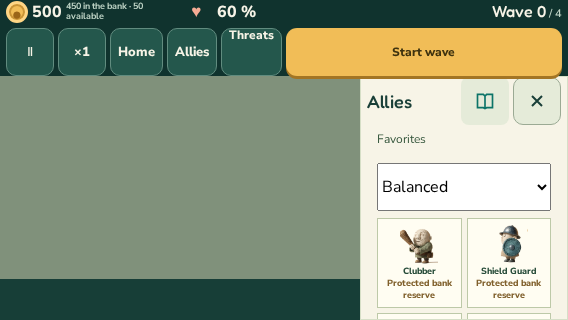 500 450 in the bank · 50 available
♥ 60 %
Wave 0 / 4
II
×1
Home
Allies
Threats
Start wave
Allies
×
Favorites
Balanced
Clubber
Protected bank
reserve
Shield Guard
Protected bank
reserve